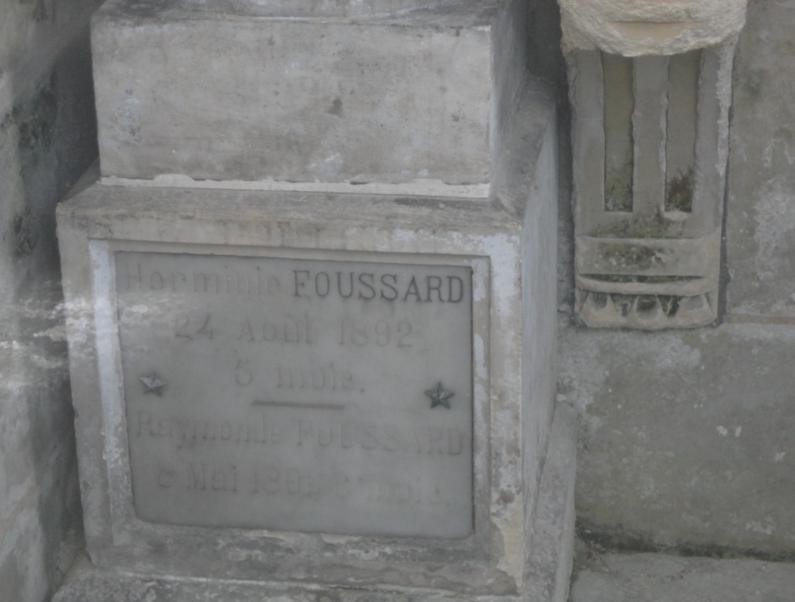 Herminie FOUSSARD
24 Août 1892
5 mois.
Raymonde FOUSSARD
Mai